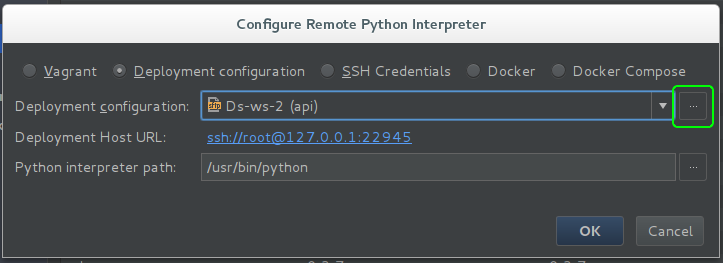 Configure Remote Python Interpreter
Vagrant Deployment configuration SSH Credentials Docker Docker Compose
Deployment configuration: sftp Ds-ws-2 (api) ...
Deployment Host URL: ssh://root@127.0.0.1:22945
Python interpreter path: /usr/bin/python ...
OK Cancel